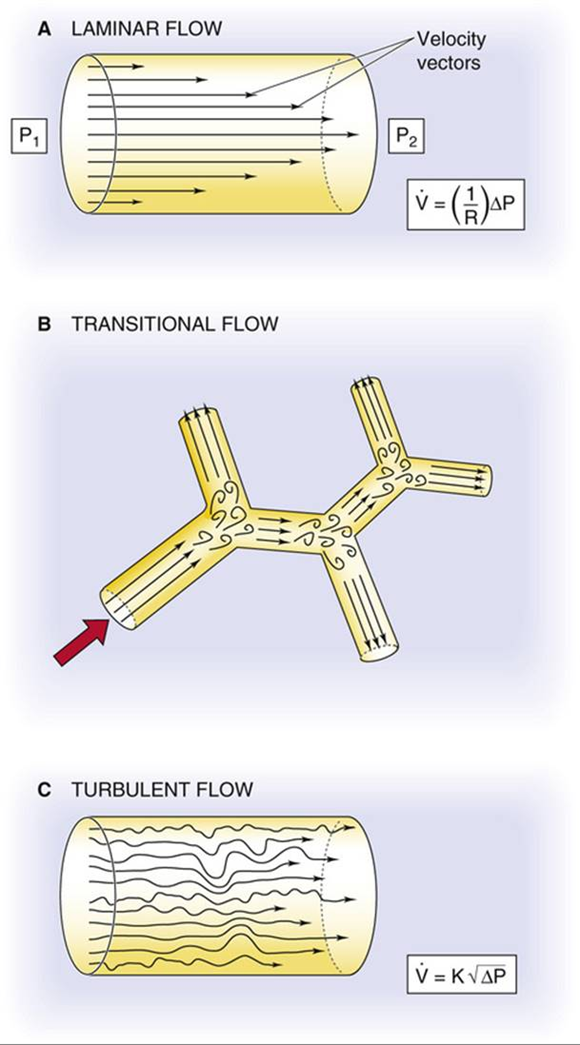 A LAMINAR FLOW
Velocity
vectors
P₁
P₂
V̇ = (1/R)ΔP
B TRANSITIONAL FLOW
C TURBULENT FLOW
V̇ = K√ΔP